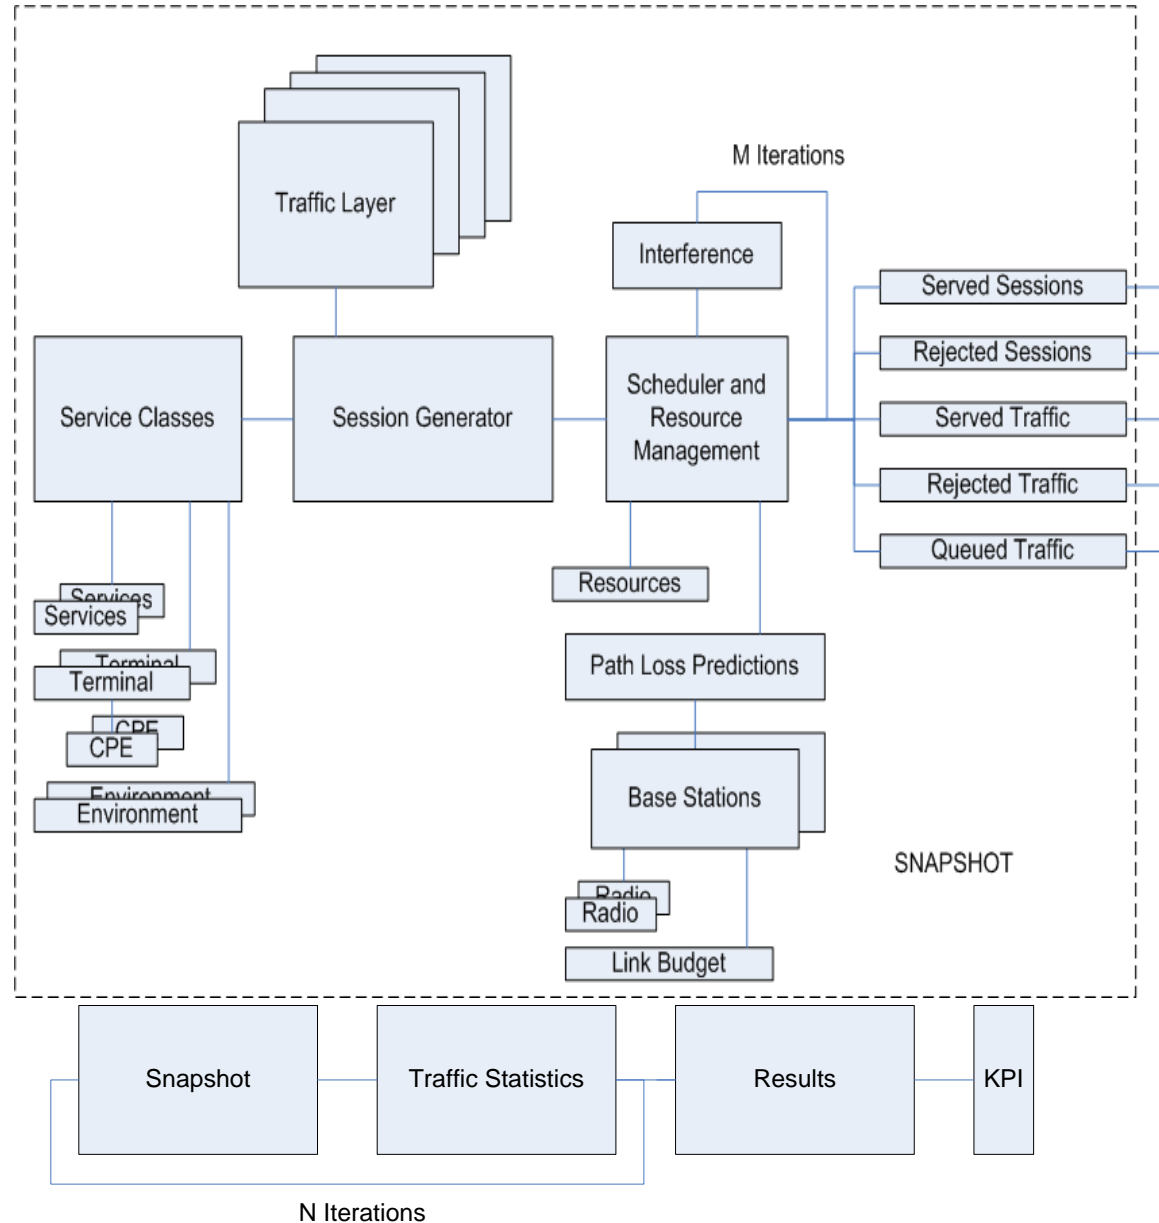 M Iterations
Traffic Layer
Interference
Served Sessions
Rejected Sessions
Service Classes
Session Generator
Scheduler and
Resource
Management
Served Traffic
Rejected Traffic
Queued Traffic
Services
Services
Resources
Terminal
Terminal
Path Loss Predictions
CPE
CPE
Environment
Environment
Base Stations
SNAPSHOT
Radio
Radio
Link Budget
Snapshot
Traffic Statistics
Results
KPI
N Iterations